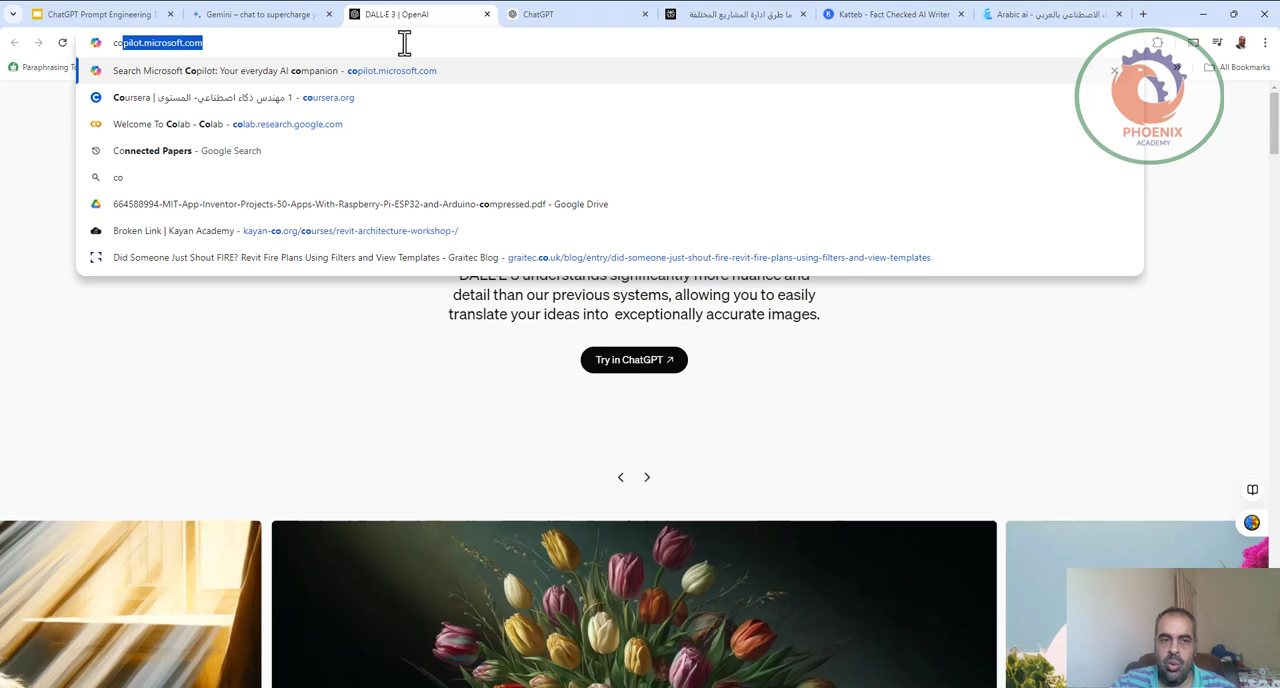 ChatGPT Prompt Engineering 1
Gemini – chat to supercharge y
DALL·E 3 | OpenAI
ChatGPT
ما طرق ادارة المشاريع المختلفة
Katteb - Fact Checked AI Writer
Arabic ai - اء الاصطناعي بالعربي
copilot.microsoft.com
Paraphrasing To
All Bookmarks
Search Microsoft Copilot: Your everyday AI companion - copilot.microsoft.com
Coursera | 1 مهندس ذكاء اصطناعي- المستوى - coursera.org
Welcome To Colab - Colab - colab.research.google.com
Connected Papers - Google Search
co
664588994-MIT-App-Inventor-Projects-50-Apps-With-Raspberry-Pi-ESP32-and-Arduino-compressed.pdf - Google Drive
Broken Link | Kayan Academy - kayan-co.org/courses/revit-architecture-workshop-/
Did Someone Just Shout FIRE? Revit Fire Plans Using Filters and View Templates - Graitec Blog - graitec.co.uk/blog/entry/did-someone-just-shout-fire-revit-fire-plans-using-filters-and-view-templates
PHOENIX
ACADEMY
DALL·E 3 understands significantly more nuance and
detail than our previous systems, allowing you to easily
translate your ideas into exceptionally accurate images.
Try in ChatGPT